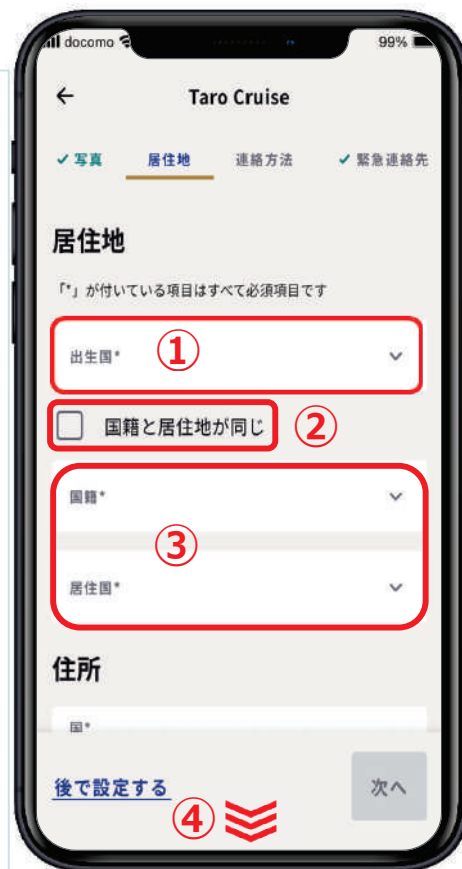 docomo 99%
← Taro Cruise
✓ 写真 居住地 連絡方法 ✓ 緊急連絡先
居住地
「*」が付いている項目はすべて必須項目です
出生国* ①
国籍と居住地が同じ ②
国籍*
③
居住国*
住所
国*
後で設定する 次へ
④